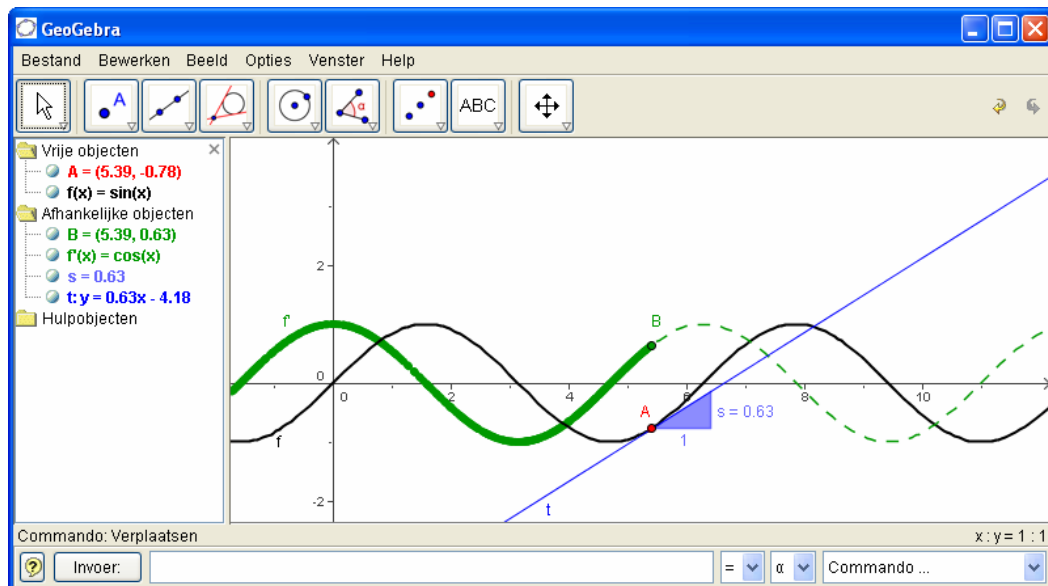 GeoGebra
Bestand Bewerken Beeld Opties Venster Help
A
α
ABC
Vrije objecten
A = (5.39, -0.78)
f(x) = sin(x)
Afhankelijke objecten
B = (5.39, 0.63)
f'(x) = cos(x)
s = 0.63
t: y = 0.63x - 4.18
Hulpobjecten
2
f' B
0
0 2 4 6 8 10
A s = 0.63
f 1
-2 t
Commando: Verplaatsen x : y = 1 : 1
Invoer: = α Commando ...